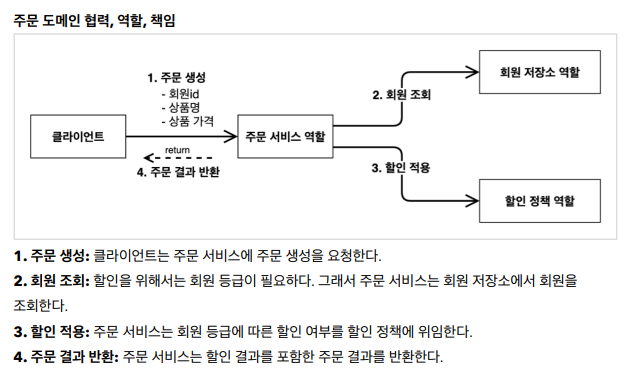 주문 도메인 협력, 역할, 책임
1. 주문 생성
- 회원id
- 상품명
- 상품 가격
클라이언트
주문 서비스 역할
return
4. 주문 결과 반환
2. 회원 조회
회원 저장소 역할
3. 할인 적용
할인 정책 역할
1. 주문 생성: 클라이언트는 주문 서비스에 주문 생성을 요청한다.
2. 회원 조회: 할인을 위해서는 회원 등급이 필요하다. 그래서 주문 서비스는 회원 저장소에서 회원을
조회한다.
3. 할인 적용: 주문 서비스는 회원 등급에 따른 할인 여부를 할인 정책에 위임한다.
4. 주문 결과 반환: 주문 서비스는 할인 결과를 포함한 주문 결과를 반환한다.